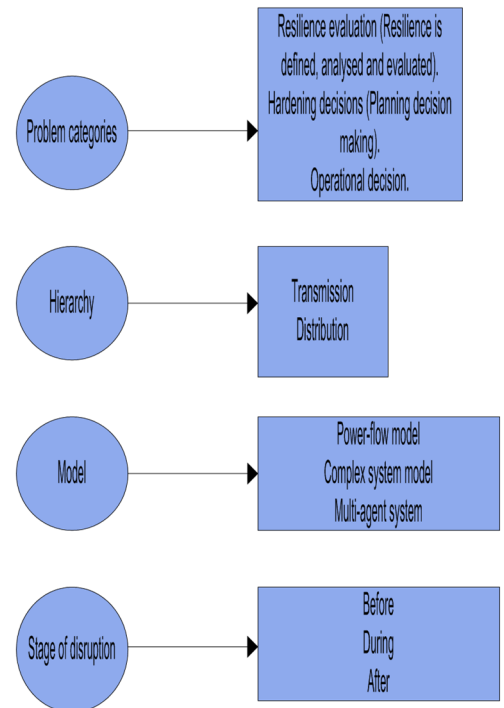 Problem categories
Resilience evaluation (Resilience is
defined, analysed and evaluated).
Hardening decisions (Planning decision
making).
Operational decision.
Hierarchy
Transmission
Distribution
Model
Power-flow model
Complex system model
Multi-agent system
Stage of disruption
Before
During
After